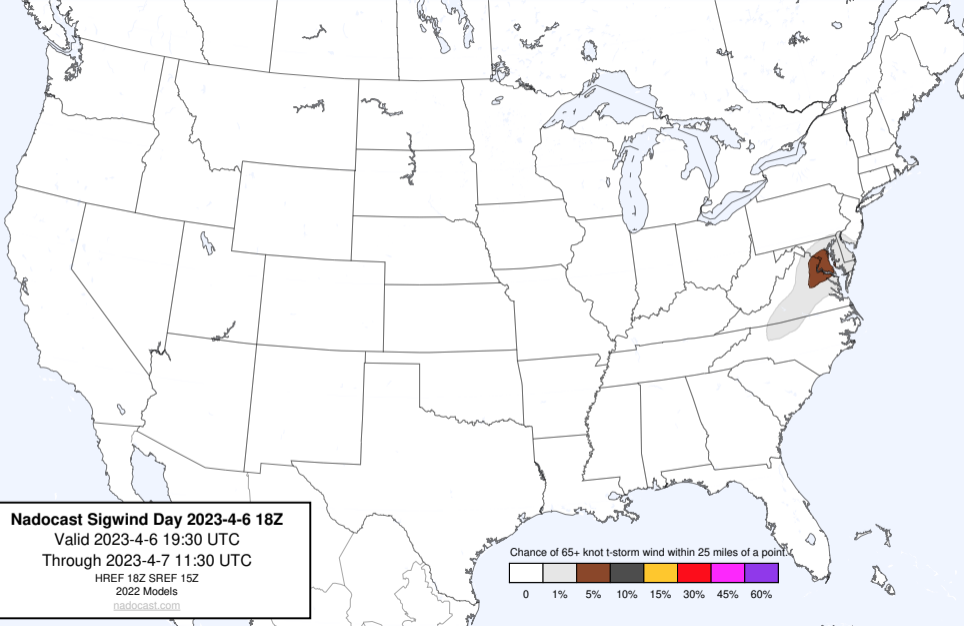 Nadocast Sigwind Day 2023-4-6 18Z
Valid 2023-4-6 19:30 UTC
Through 2023-4-7 11:30 UTC
HREF 18Z SREF 15Z
2022 Models
nadocast.com
Chance of 65+ knot t-storm wind within 25 miles of a point.
0 1% 5% 10% 15% 30% 45% 60%